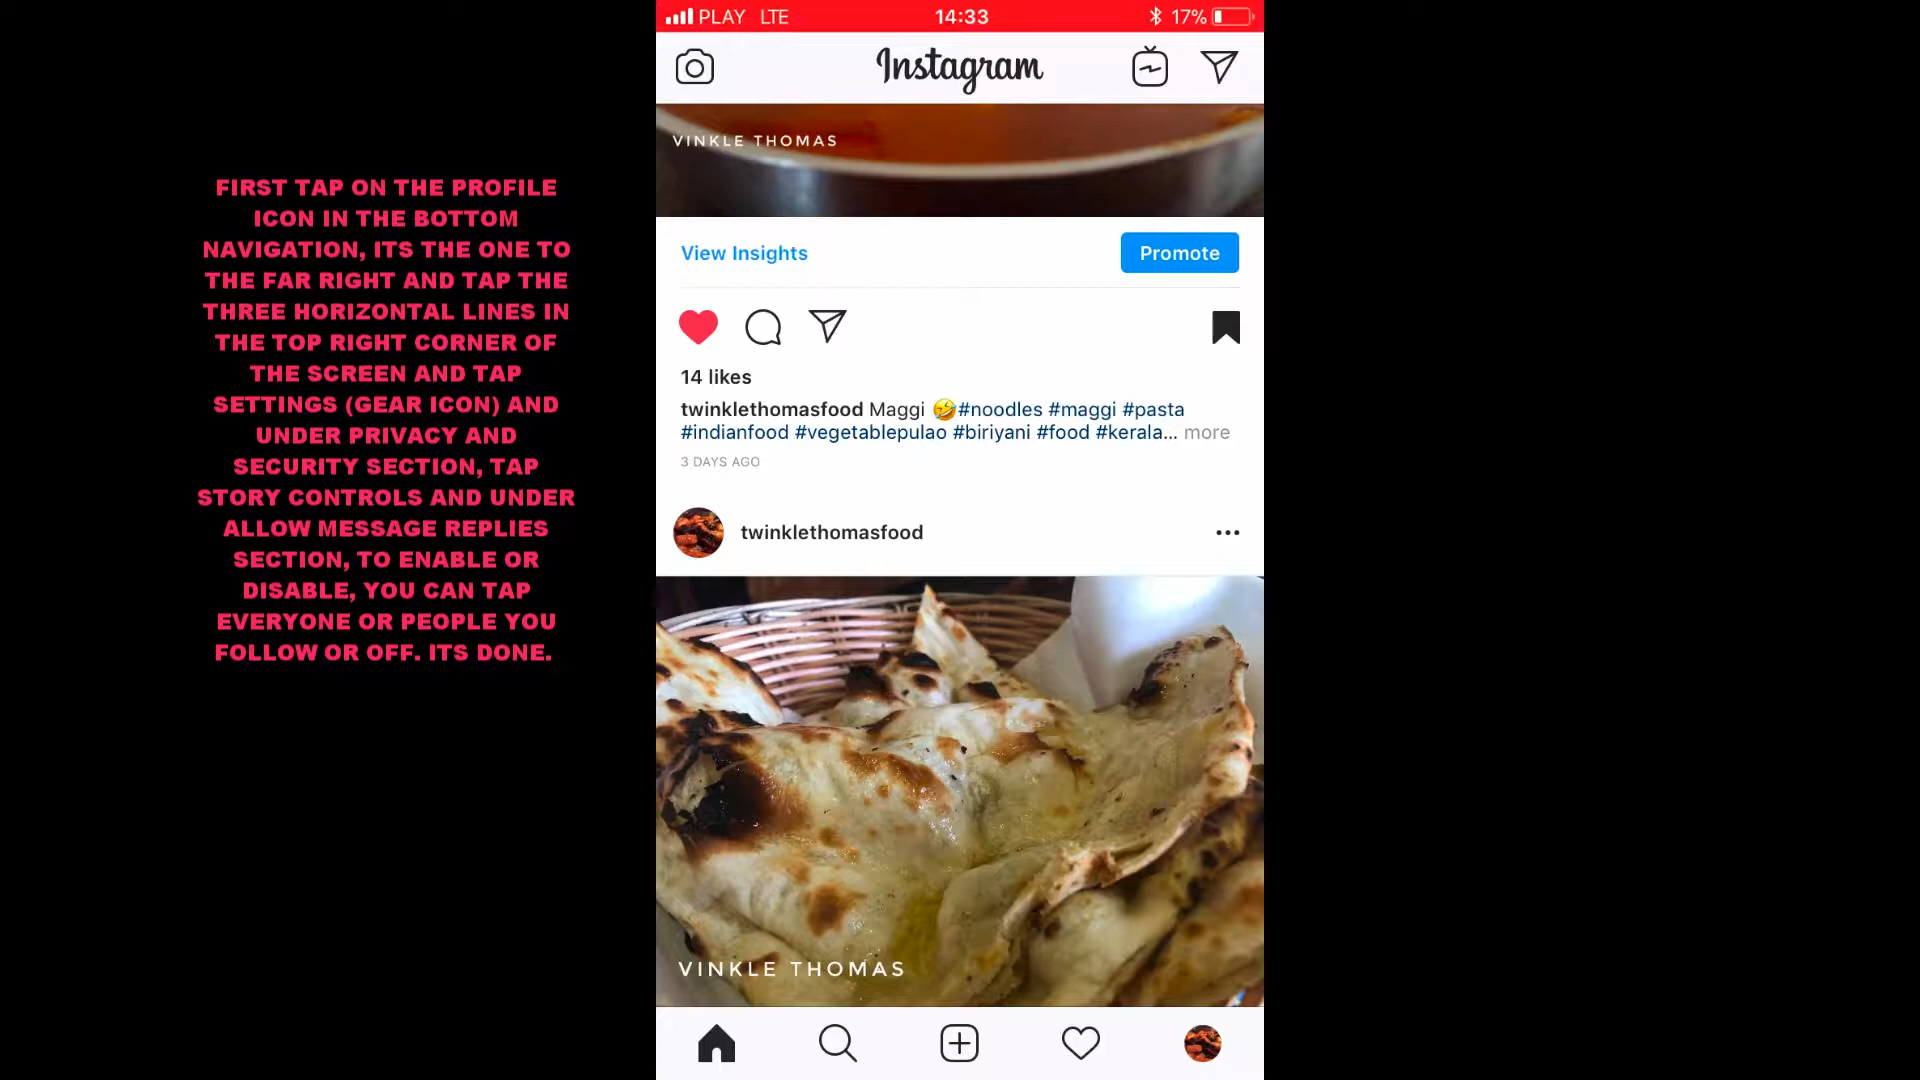 FIRST TAP ON THE PROFILE
ICON IN THE BOTTOM
NAVIGATION, ITS THE ONE TO
THE FAR RIGHT AND TAP THE
THREE HORIZONTAL LINES IN
THE TOP RIGHT CORNER OF
THE SCREEN AND TAP
SETTINGS (GEAR ICON) AND
UNDER PRIVACY AND
SECURITY SECTION, TAP
STORY CONTROLS AND UNDER
ALLOW MESSAGE REPLIES
SECTION, TO ENABLE OR
DISABLE, YOU CAN TAP
EVERYONE OR PEOPLE YOU
FOLLOW OR OFF. ITS DONE.
PLAY LTE 14:33 17%
Instagram
VINKLE THOMAS
View Insights Promote
14 likes
twinklethomasfood Maggi 🤣#noodles #maggi #pasta
#indianfood #vegetablepulao #biriyani #food #kerala... more
3 DAYS AGO
twinklethomasfood
VINKLE THOMAS